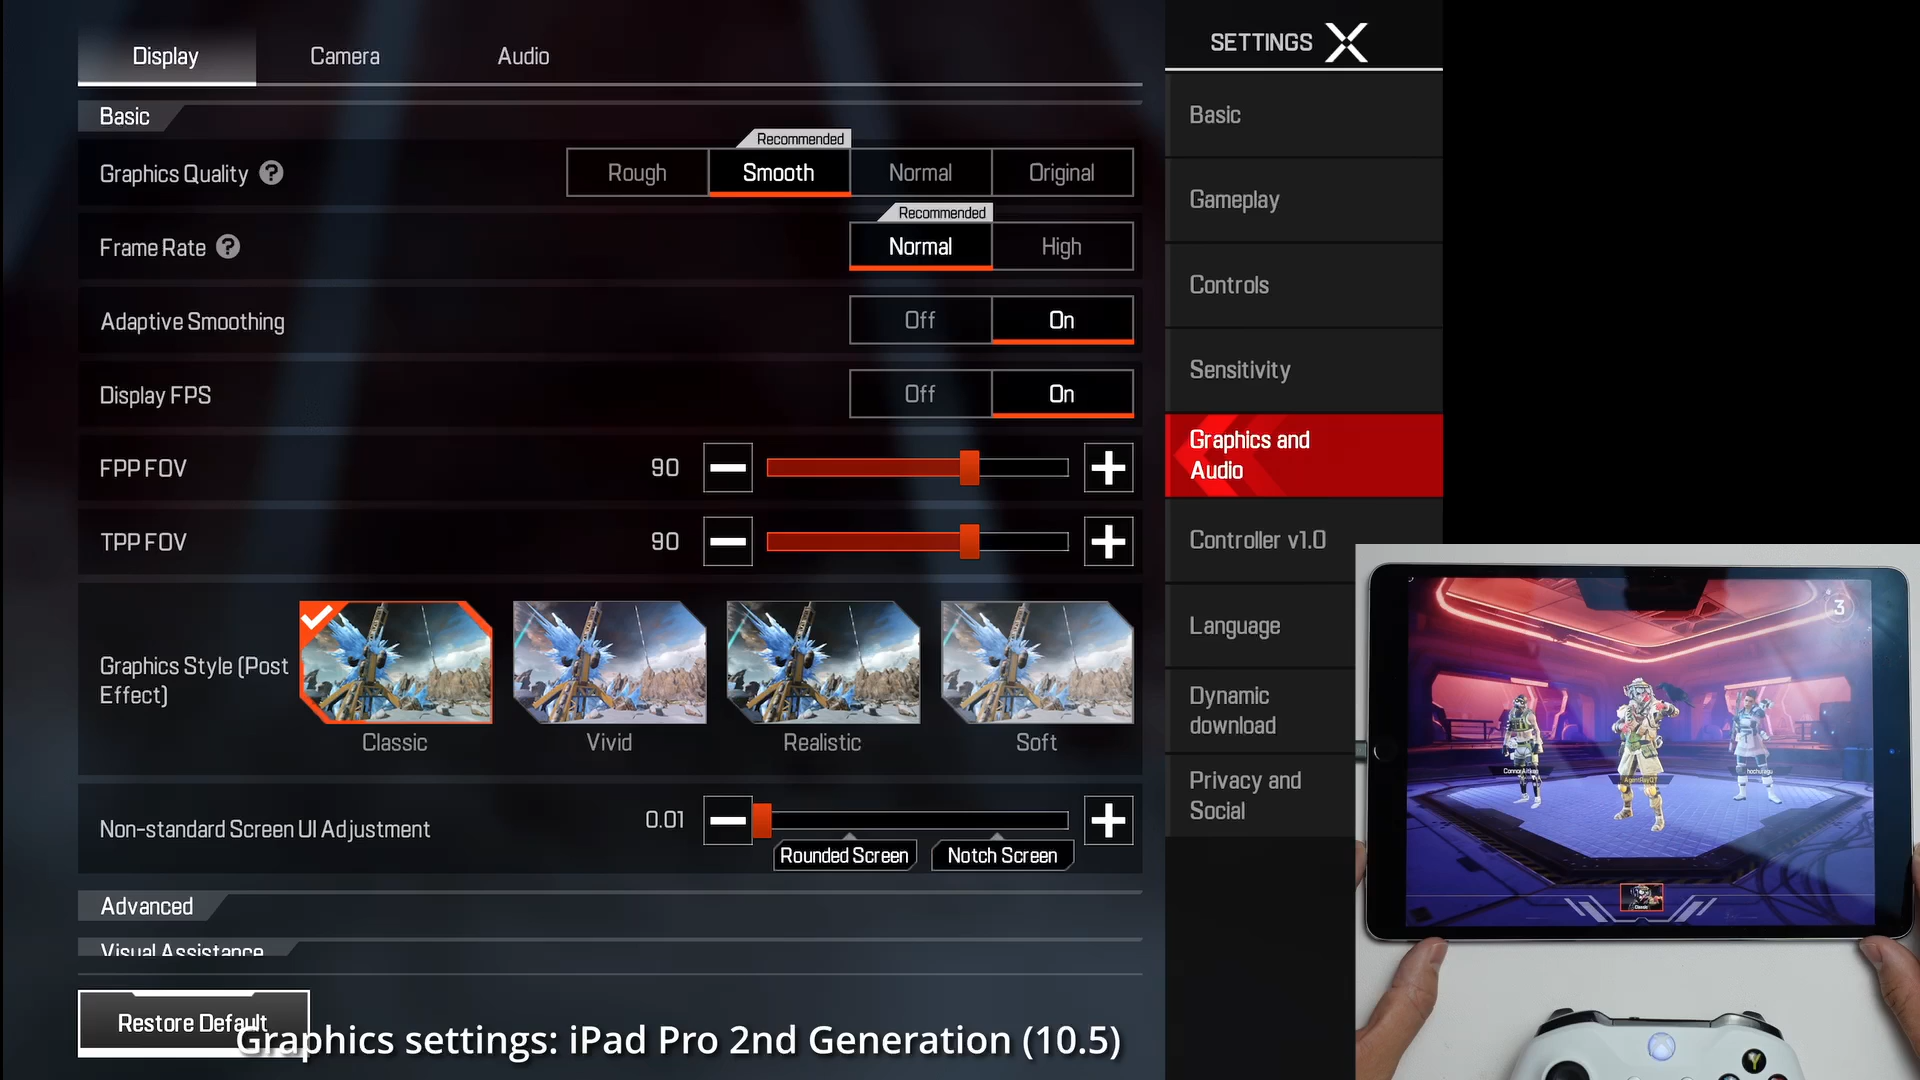 Display Camera Audio
SETTINGS
Basic
Basic
Recommended
Graphics Quality ? Rough Smooth Normal Original
Gameplay
Recommended
Frame Rate ? Normal High
Controls
Adaptive Smoothing Off On
Sensitivity
Display FPS Off On
Graphics and
Audio
FPP FOV 90
Controller v1.0
TPP FOV 90
Language
Graphics Style (Post
Effect)
Classic Vivid Realistic Soft
Dynamic
download
Privacy and
Social
Non-standard Screen UI Adjustment 0.01
Rounded Screen Notch Screen
Advanced
Visual Assistance
Restore Default
Graphics settings: iPad Pro 2nd Generation (10.5)
3
Y